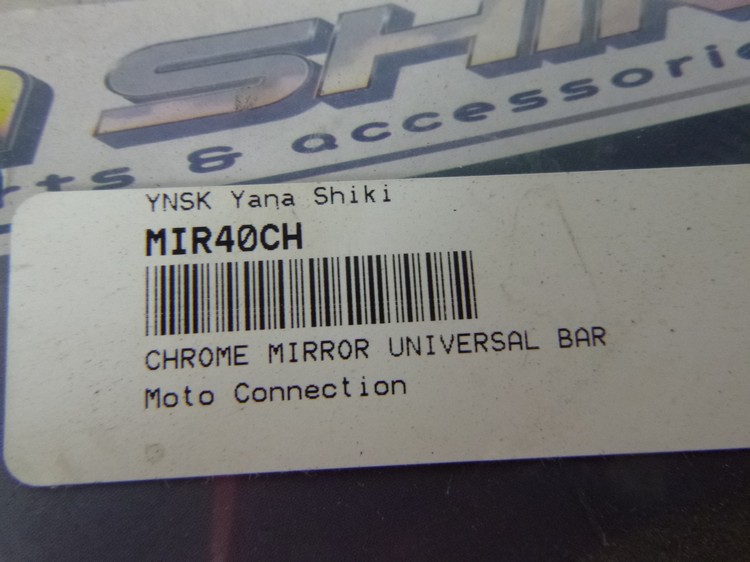 SHI
ts & accessorie
YNSK Yana Shiki
MIR40CH
CHROME MIRROR UNIVERSAL BAR
Moto Connection